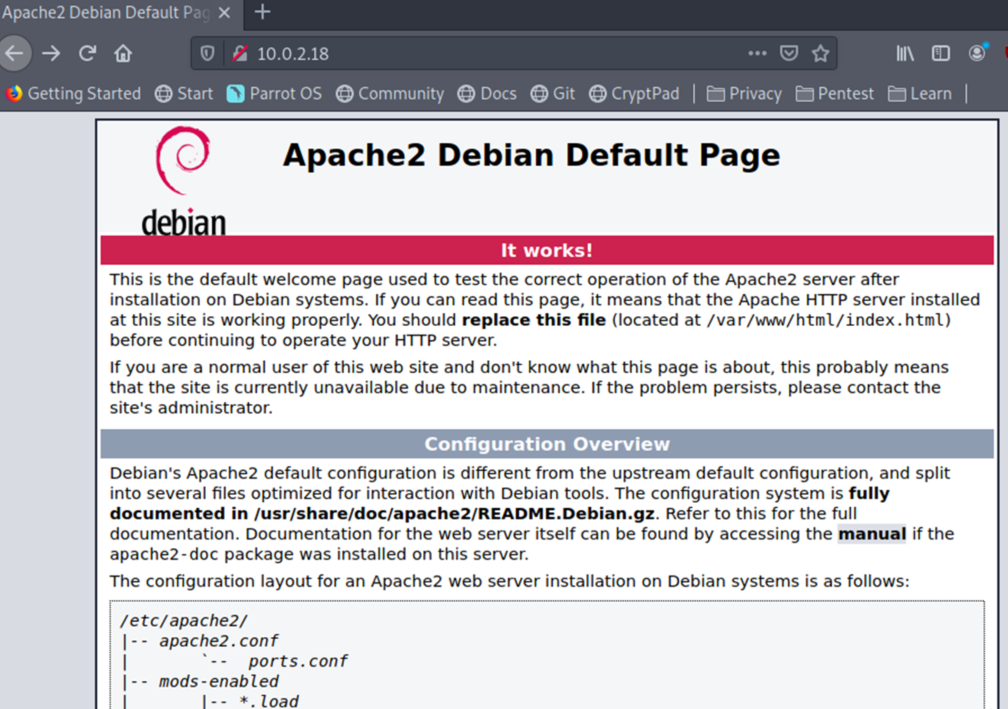 Apache2 Debian Default Pag
10.0.2.18
Getting Started Start Parrot OS Community Docs Git CryptPad Privacy Pentest Learn
debian
Apache2 Debian Default Page
It works!
This is the default welcome page used to test the correct operation of the Apache2 server after
installation on Debian systems. If you can read this page, it means that the Apache HTTP server installed
at this site is working properly. You should replace this file (located at /var/www/html/index.html)
before continuing to operate your HTTP server.
If you are a normal user of this web site and don't know what this page is about, this probably means
that the site is currently unavailable due to maintenance. If the problem persists, please contact the
site's administrator.
Configuration Overview
Debian's Apache2 default configuration is different from the upstream default configuration, and split
into several files optimized for interaction with Debian tools. The configuration system is fully
documented in /usr/share/doc/apache2/README.Debian.gz. Refer to this for the full
documentation. Documentation for the web server itself can be found by accessing the manual if the
apache2-doc package was installed on this server.
The configuration layout for an Apache2 web server installation on Debian systems is as follows:
/etc/apache2/
|-- apache2.conf
|       `--  ports.conf
|-- mods-enabled
|       |-- *.load